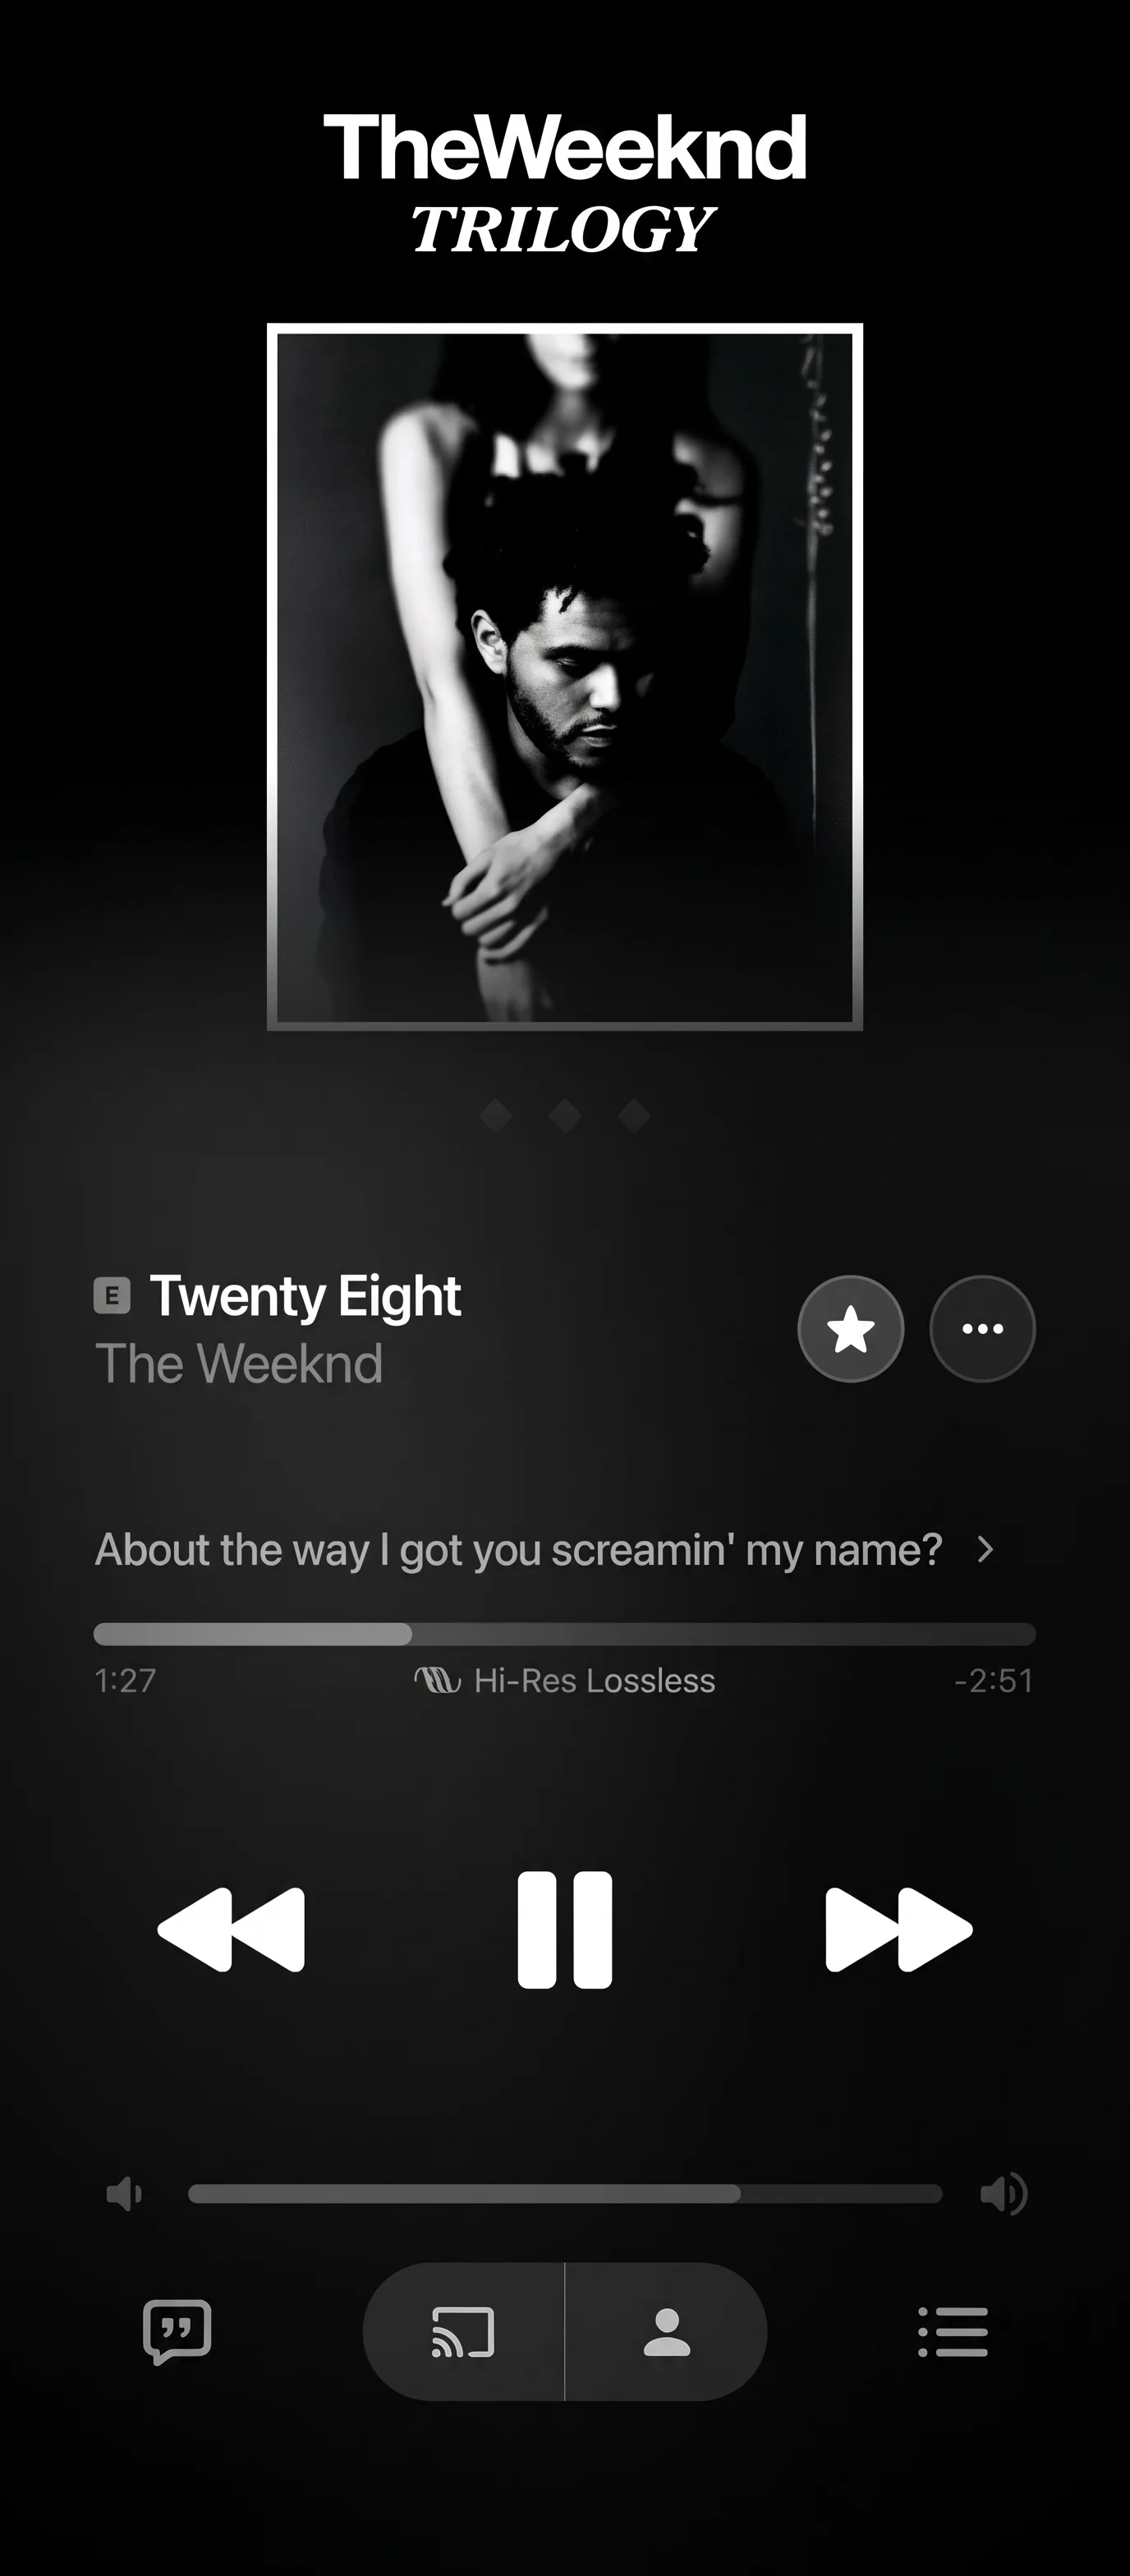 TheWeeknd
TRILOGY
E Twenty Eight
The Weeknd
About the way I got you screamin' my name?
1:27 Hi-Res Lossless -2:51